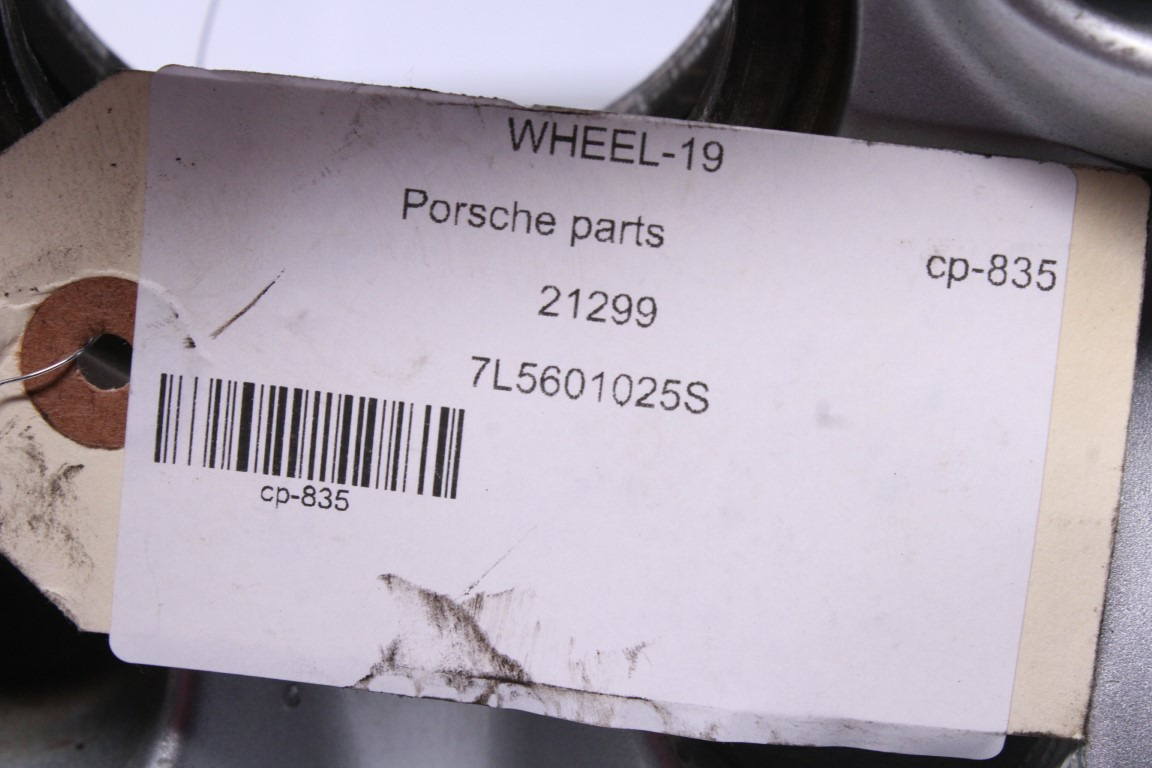 WHEEL-19
Porsche parts
cp-835
21299
7L5601025S
cp-835